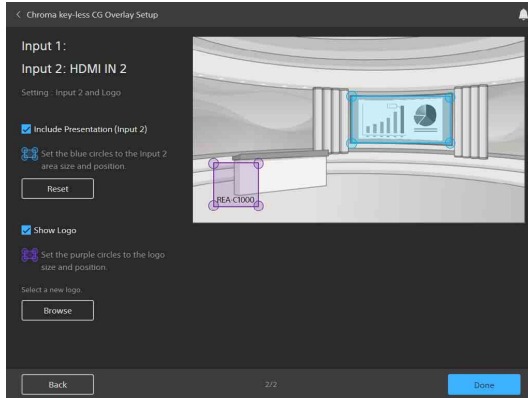 Chroma key-less CG Overlay Setup
Input 1:
Input 2: HDMI IN 2
Setting : Input 2 and Logo
Include Presentation (Input 2)
Set the blue circles to the Input 2
area size and position.
Reset
REA-C1000
Show Logo
Set the purple circles to the logo
size and position.
Select a new logo.
Browse
Back
2/2
Done